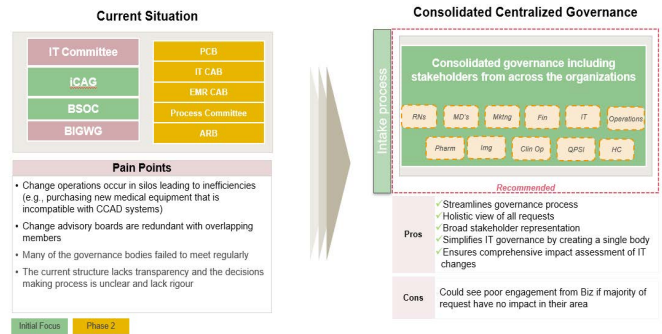 Current Situation
IT Committee
iCAG
BSOC
BIGWG
PCB
IT CAB
EMR CAB
Process Committee
ARB
Pain Points
• Change operations occur in silos leading to inefficiencies
(e.g., purchasing new medical equipment that is
incompatible with CCAD systems)
• Change advisory boards are redundant with overlapping
members
• Many of the governance bodies failed to meet regularly
• The current structure lacks transparency and the decisions
making process is unclear and lack rigour
Initial Focus
Phase 2
Consolidated Centralized Governance
Intake process
Consolidated governance including
stakeholders from across the organizations
RNs
MD's
Mktng
Fin
IT
Operations
Pharm
Img
Clin Op
QPSI
HC
Recommended
Pros
✓Streamlines governance process
✓Holistic view of all requests
✓Broad stakeholder representation
✓Simplifies IT governance by creating a single body
✓Ensures comprehensive impact assessment of IT
changes
Cons
Could see poor engagement from Biz if majority of
request have no impact in their area